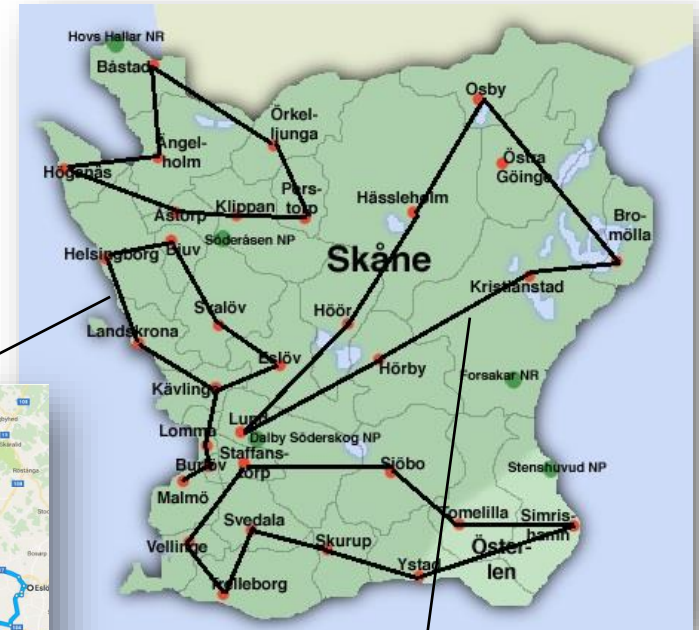 Hovs Hallar NR
Båstad
Örkel-
ljunga
Osby
Ängel-
holm
Östra
Göinge
Höganäs
Pers-
torp
Klippan
Åstorp
Hässleholm
Bro-
mölla
Söderåsen NP
Bjuv
Helsingborg
Skåne
Kristianstad
Svalöv
Höör
Landskrona
Eslöv
Hörby
Forsakar NR
Kävlinge
Lund
Lomma
Dalby Söderskog NP
Staffans-
torp
Burlöv
Sjöbo
Stenshuvud NP
Malmö
Tomelilla
Simris-
hamn
Svedala
Vellinge
Skurup
Öster-
len
Ystad
Trelleborg